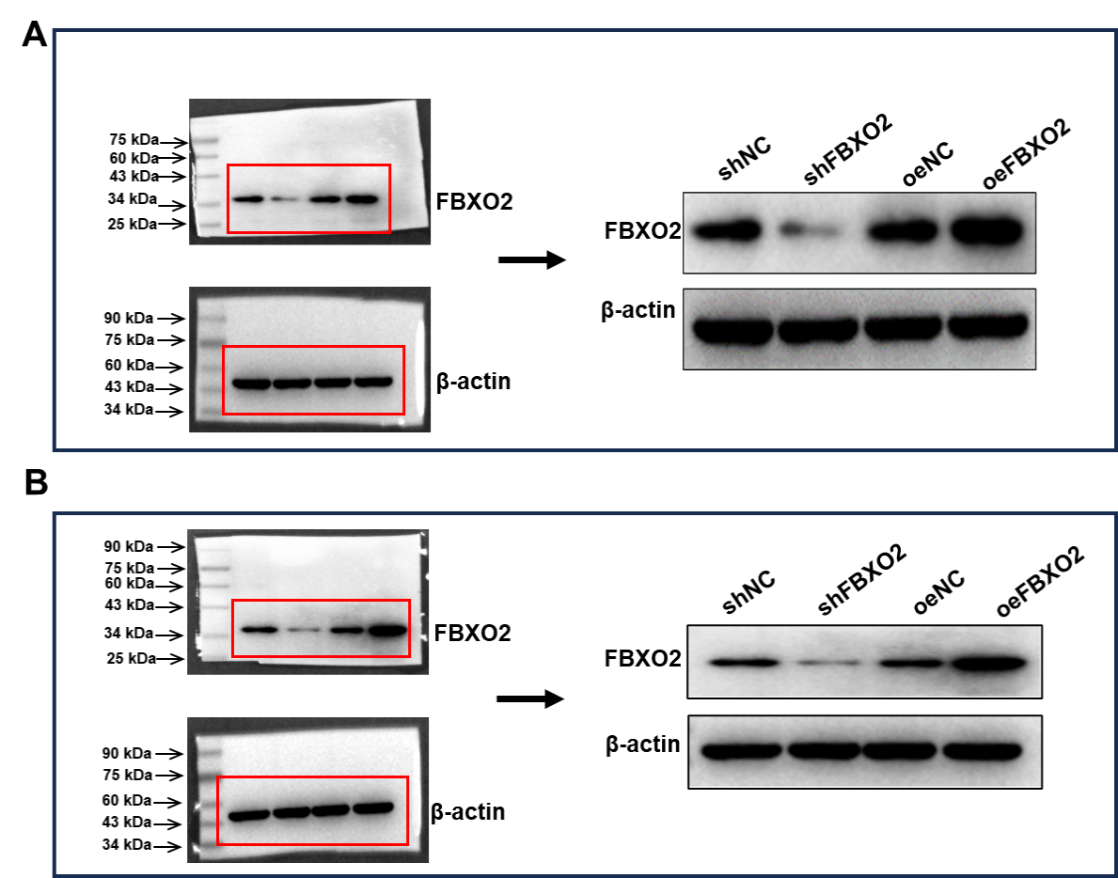 A
75 kDa
60 kDa
43 kDa
34 kDa
25 kDa
FBXO2
90 kDa
75 kDa
60 kDa
43 kDa
34 kDa
β-actin
shNC shFBXO2 oeNC oeFBXO2
FBXO2
β-actin
B
90 kDa
75 kDa
60 kDa
43 kDa
34 kDa
25 kDa
FBXO2
90 kDa
75 kDa
60 kDa
43 kDa
34 kDa
β-actin
shNC shFBXO2 oeNC oeFBXO2
FBXO2
β-actin